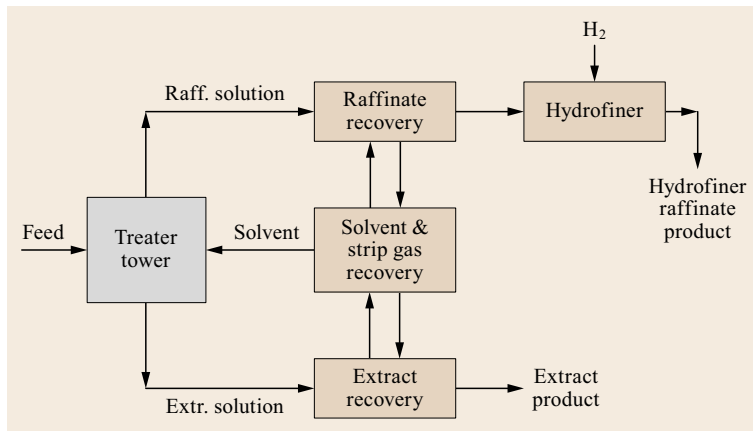 H₂
Raff. solution
Raffinate
recovery
Hydrofiner
Hydrofiner
raffinate
product
Feed
Treater
tower
Solvent
Solvent &
strip gas
recovery
Extr. solution
Extract
recovery
Extract
product